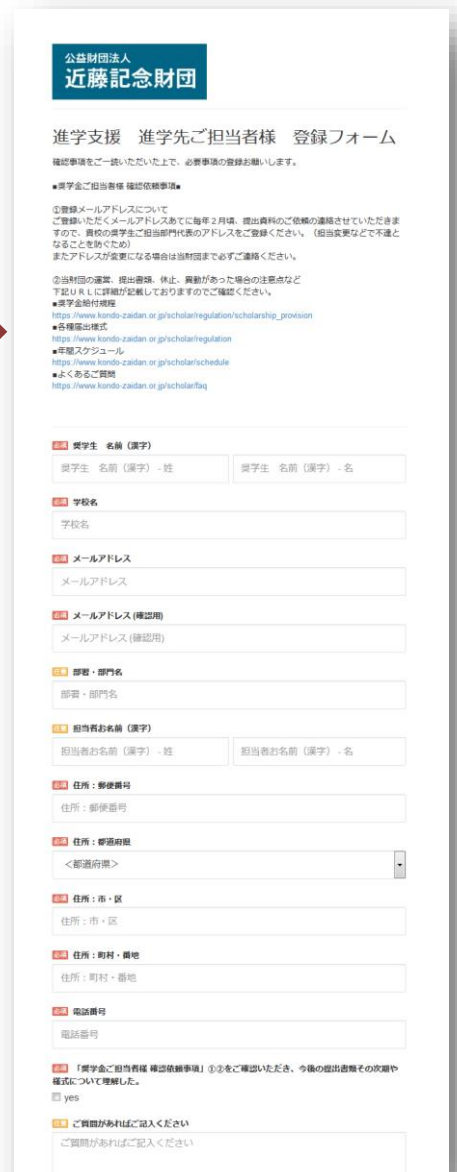 公益財団法人
近藤記念財団
進学支援　進学先ご担当者様　登録フォーム
確認事項をご一読いただいた上で、必要事項の登録お願いします。
■奨学金ご担当者様 確認依頼事項■
①登録メールアドレスについて
ご登録いただくメールアドレスあてに毎年２月頃、提出資料のご依頼の連絡させていただきま
すので、貴校の奨学生ご担当部門代表のアドレスをご登録ください。（担当変更などで不達と
なることを防ぐため）
またアドレスが変更になる場合は当財団まで必ずご連絡ください。
②当財団の運営、提出書類、休止、異動があった場合の注意点など
下記ＵＲＬに詳細が記載しておりますのでご確認ください。
■奨学金給付規程
https://www.kondo-zaidan.or.jp/scholar/regulation/scholarship_provision
■各種届出様式
https://www.kondo-zaidan.or.jp/scholar/regulation
■年間スケジュール
https://www.kondo-zaidan.or.jp/scholar/schedule
■よくあるご質問
https://www.kondo-zaidan.or.jp/scholar/faq
必須 奨学生　名前（漢字）
奨学生　名前（漢字） - 姓 奨学生　名前（漢字） - 名
必須 学校名
学校名
必須 メールアドレス
メールアドレス
必須 メールアドレス (確認用)
メールアドレス (確認用)
任意 部署・部門名
部署・部門名
任意 担当者お名前（漢字）
担当者お名前（漢字） - 姓 担当者お名前（漢字） - 名
必須 住所：郵便番号
住所：郵便番号
必須 住所：都道府県
＜都道府県＞
必須 住所：市・区
住所：市・区
必須 住所：町村・番地
住所：町村・番地
必須 電話番号
電話番号
必須 「奨学金ご担当者様 確認依頼事項」①②をご確認いただき、今後の提出書類その次期や
様式について理解した。
yes
任意 ご質問があればご記入ください
ご質問があればご記入ください